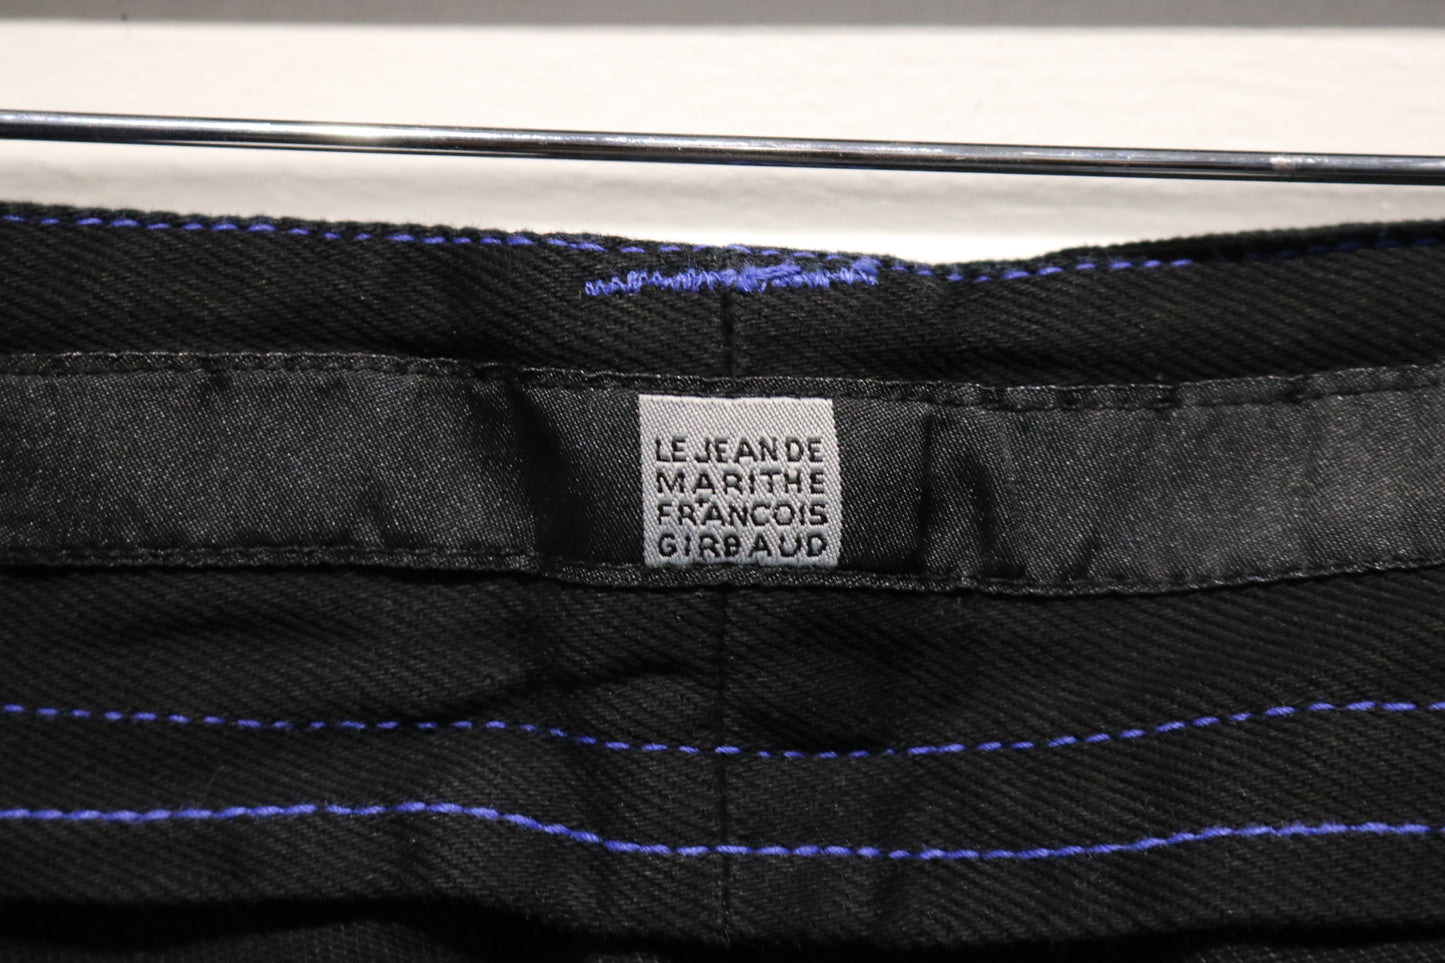 LE JEAN DE
MARITHE
+
FRANCOIS
GIRBAUD